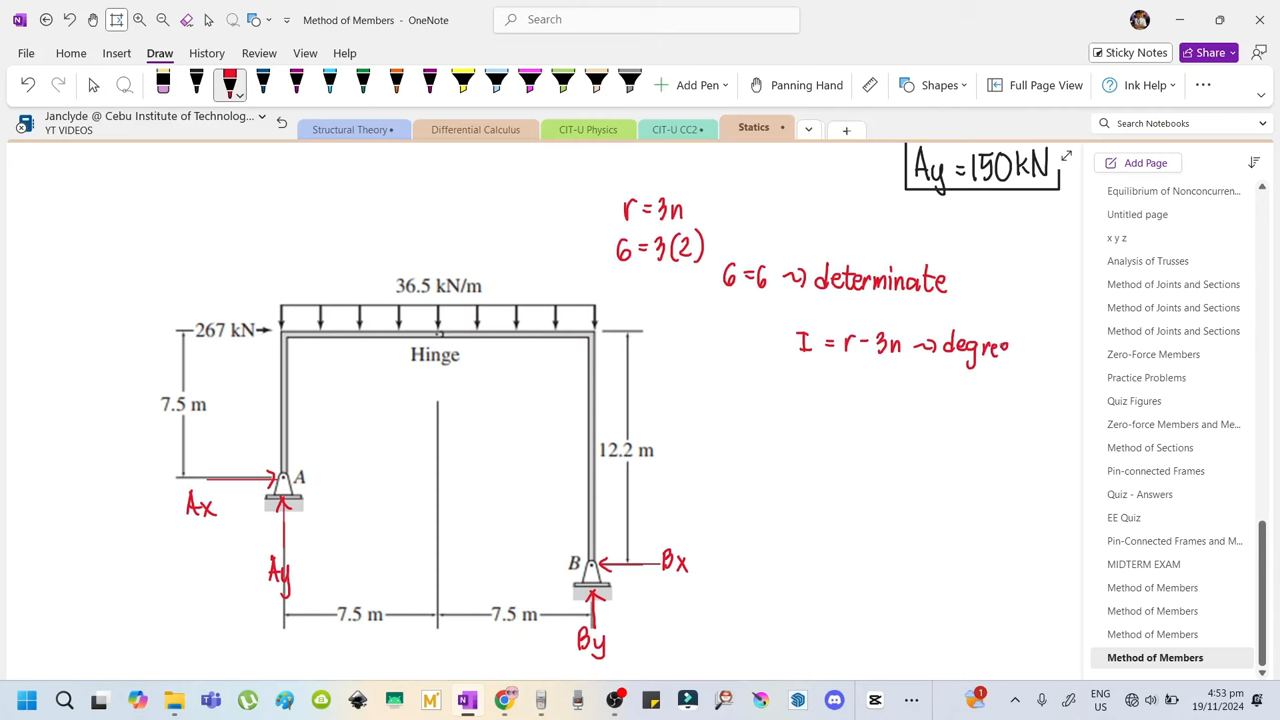 Method of Members - OneNote
Search
File Home Insert Draw History Review View Help
Sticky Notes
Share
Add Pen
Panning Hand
Shapes
Full Page View
Ink Help
Janclyde @ Cebu Institute of Technolog...
YT VIDEOS
Structural Theory
Differential Calculus
CIT-U Physics
CIT-U CC2
Statics
Search Notebooks
Add Page
Equilibrium of Nonconcurren...
Untitled page
x y z
Analysis of Trusses
Method of Joints and Sections
Method of Joints and Sections
Method of Joints and Sections
Zero-Force Members
Practice Problems
Quiz Figures
Zero-force Members and Me...
Method of Sections
Pin-connected Frames
Quiz - Answers
EE Quiz
Pin-Connected Frames and M...
MIDTERM EXAM
Method of Members
Method of Members
Method of Members
Method of Members
Ay = 150kN
r = 3n
6 = 3(2)
6 = 6 ~> determinate
I = r - 3n ~> degree
36.5 kN/m
267 kN
Hinge
7.5 m
12.2 m
A
Ax
Ay
B
Bx
7.5 m
7.5 m
By
ENG
US
4:53 pm
19/11/2024
1